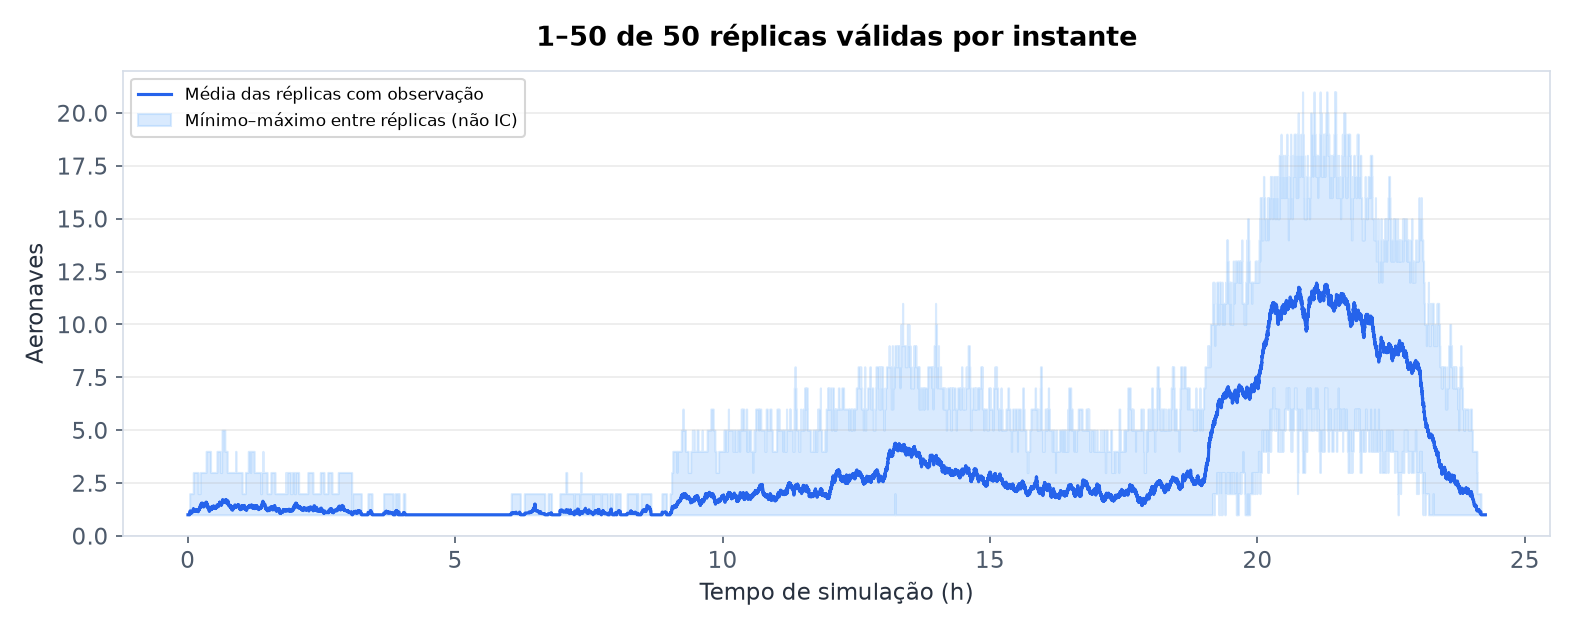 1–50 de 50 réplicas válidas por instante
Média das réplicas com observação
Mínimo–máximo entre réplicas (não IC)
Aeronaves
20.0
17.5
15.0
12.5
10.0
7.5
5.0
2.5
0.0
0 5 10 15 20 25
Tempo de simulação (h)